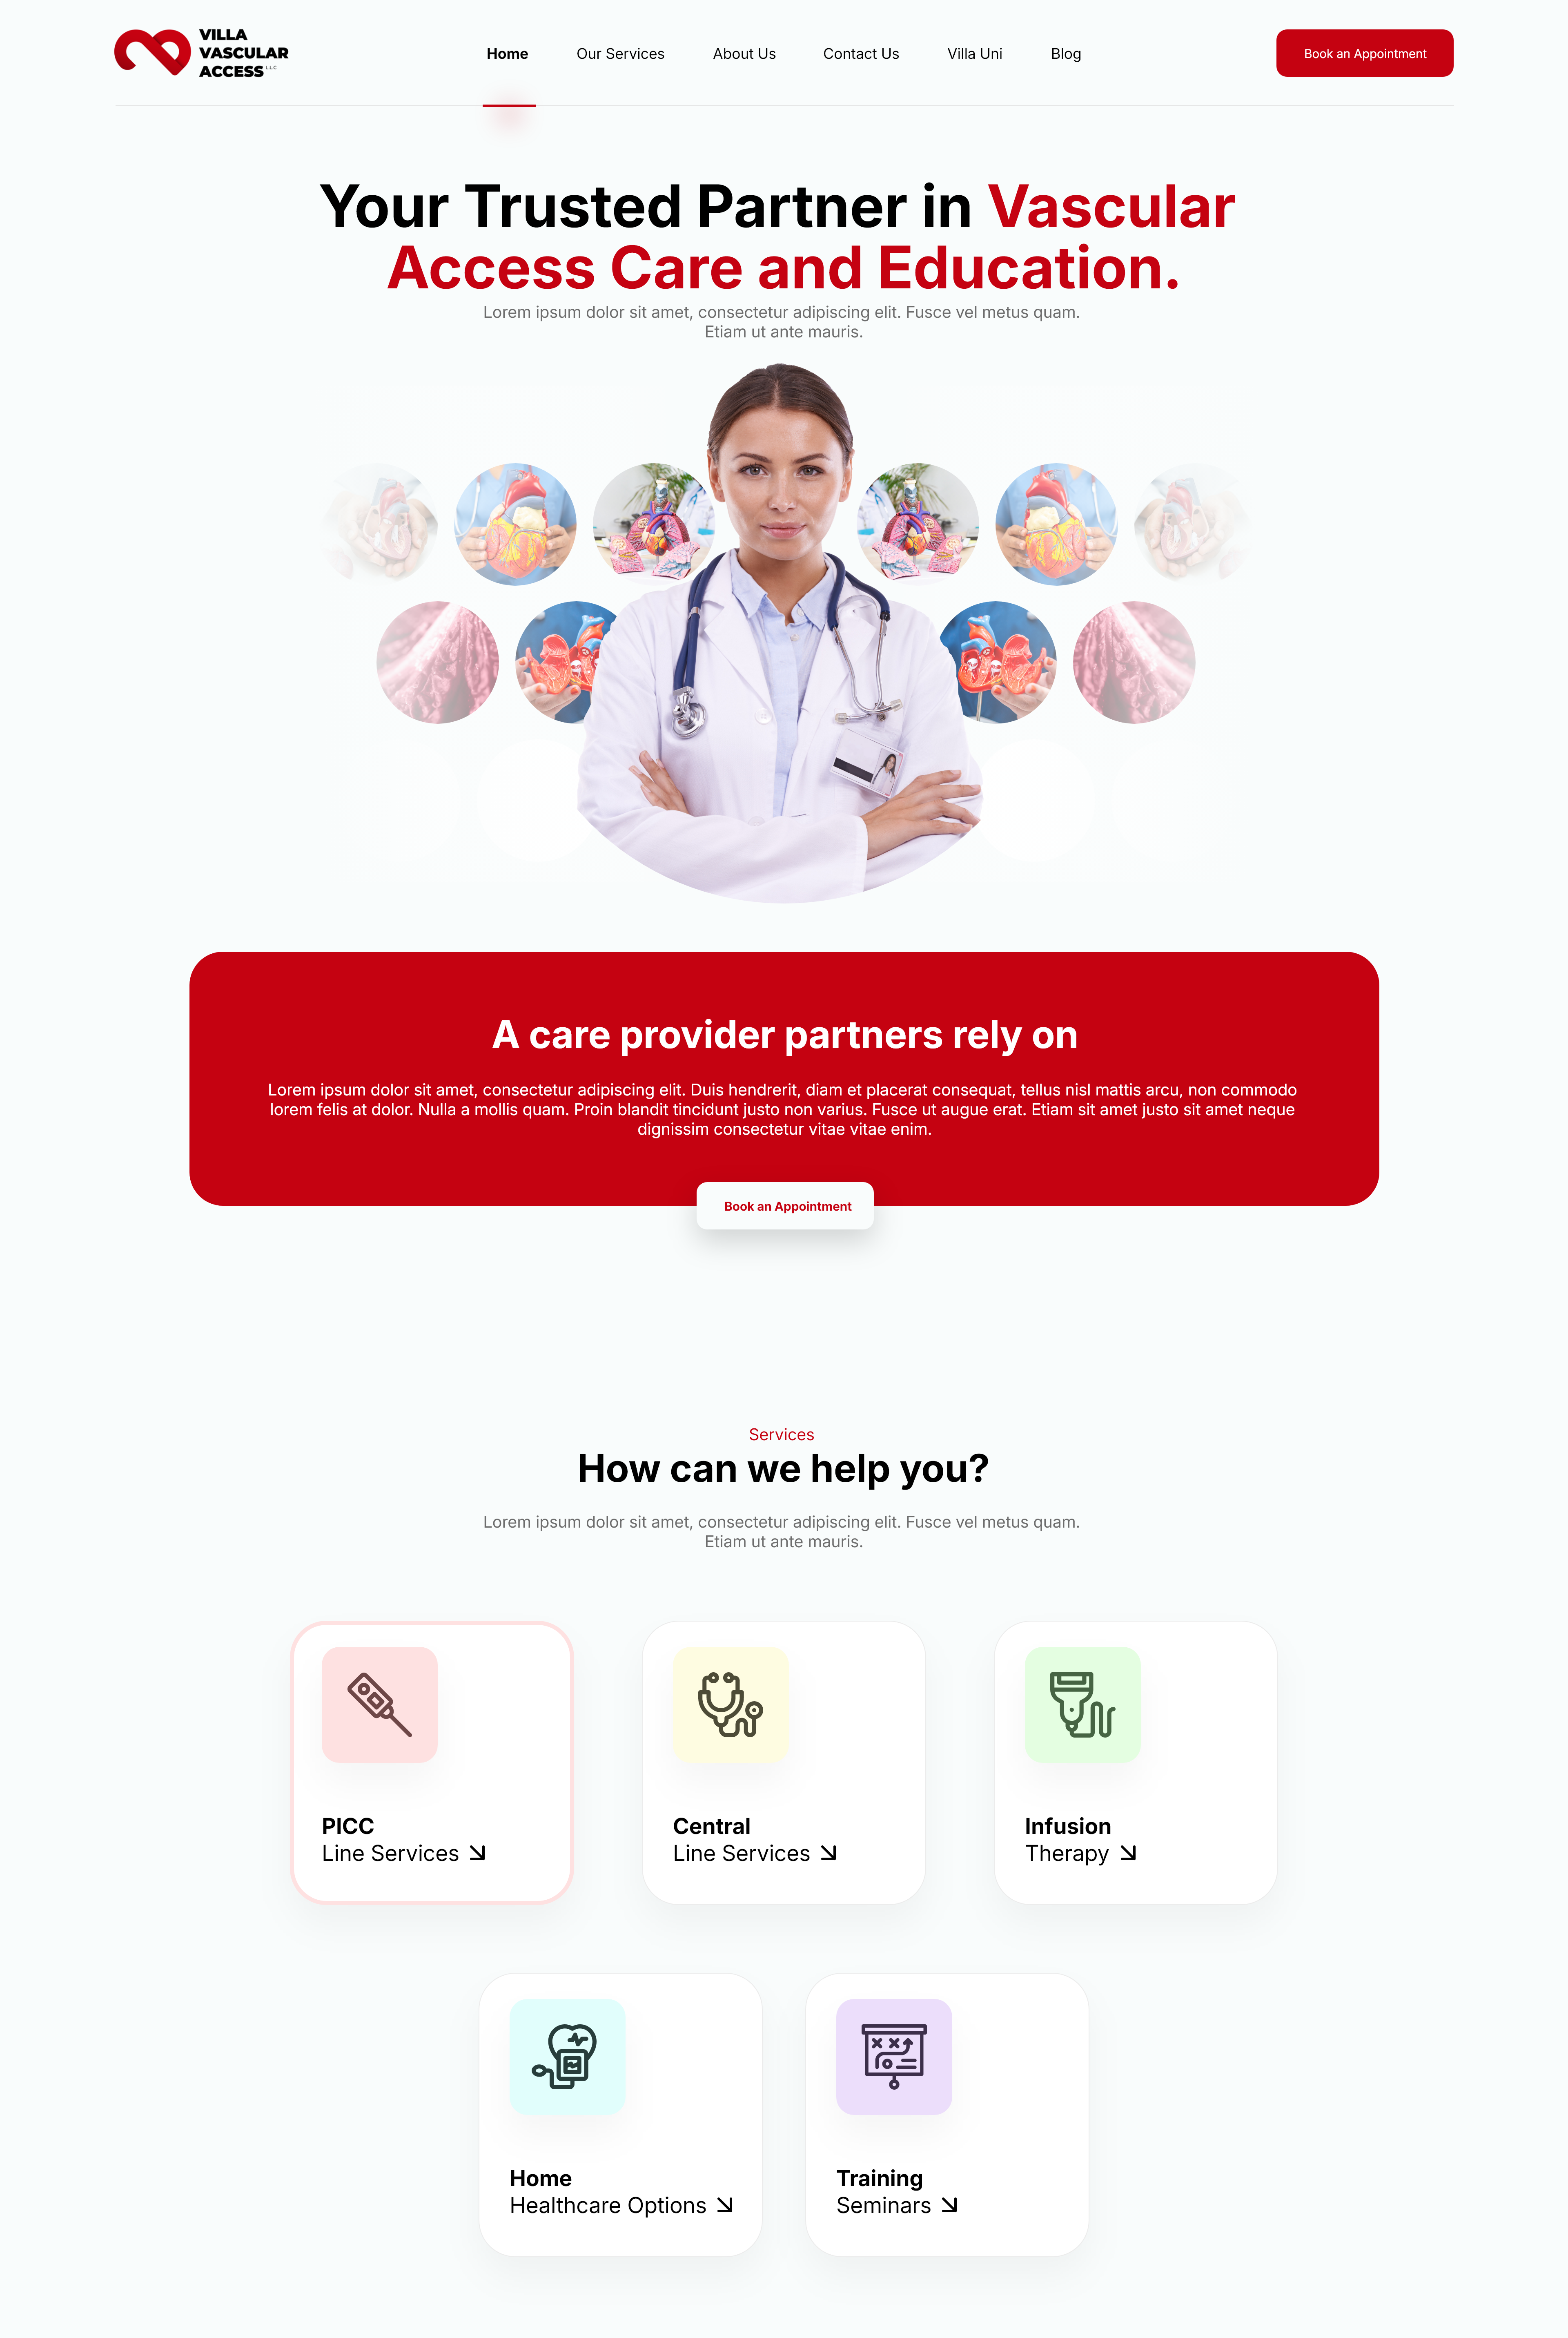 VILLA
VASCULAR
ACCESS LLC
Home
Our Services
About Us
Contact Us
Villa Uni
Blog
Book an Appointment
Your Trusted Partner in Vascular
Access Care and Education.
Lorem ipsum dolor sit amet, consectetur adipiscing elit. Fusce vel metus quam.
Etiam ut ante mauris.
A care provider partners rely on
Lorem ipsum dolor sit amet, consectetur adipiscing elit. Duis hendrerit, diam et placerat consequat, tellus nisl mattis arcu, non commodo
lorem felis at dolor. Nulla a mollis quam. Proin blandit tincidunt justo non varius. Fusce ut augue erat. Etiam sit amet justo sit amet neque
dignissim consectetur vitae vitae enim.
Book an Appointment
Services
How can we help you?
Lorem ipsum dolor sit amet, consectetur adipiscing elit. Fusce vel metus quam.
Etiam ut ante mauris.
PICC
Line Services
Central
Line Services
Infusion
Therapy
Home
Healthcare Options
Training
Seminars